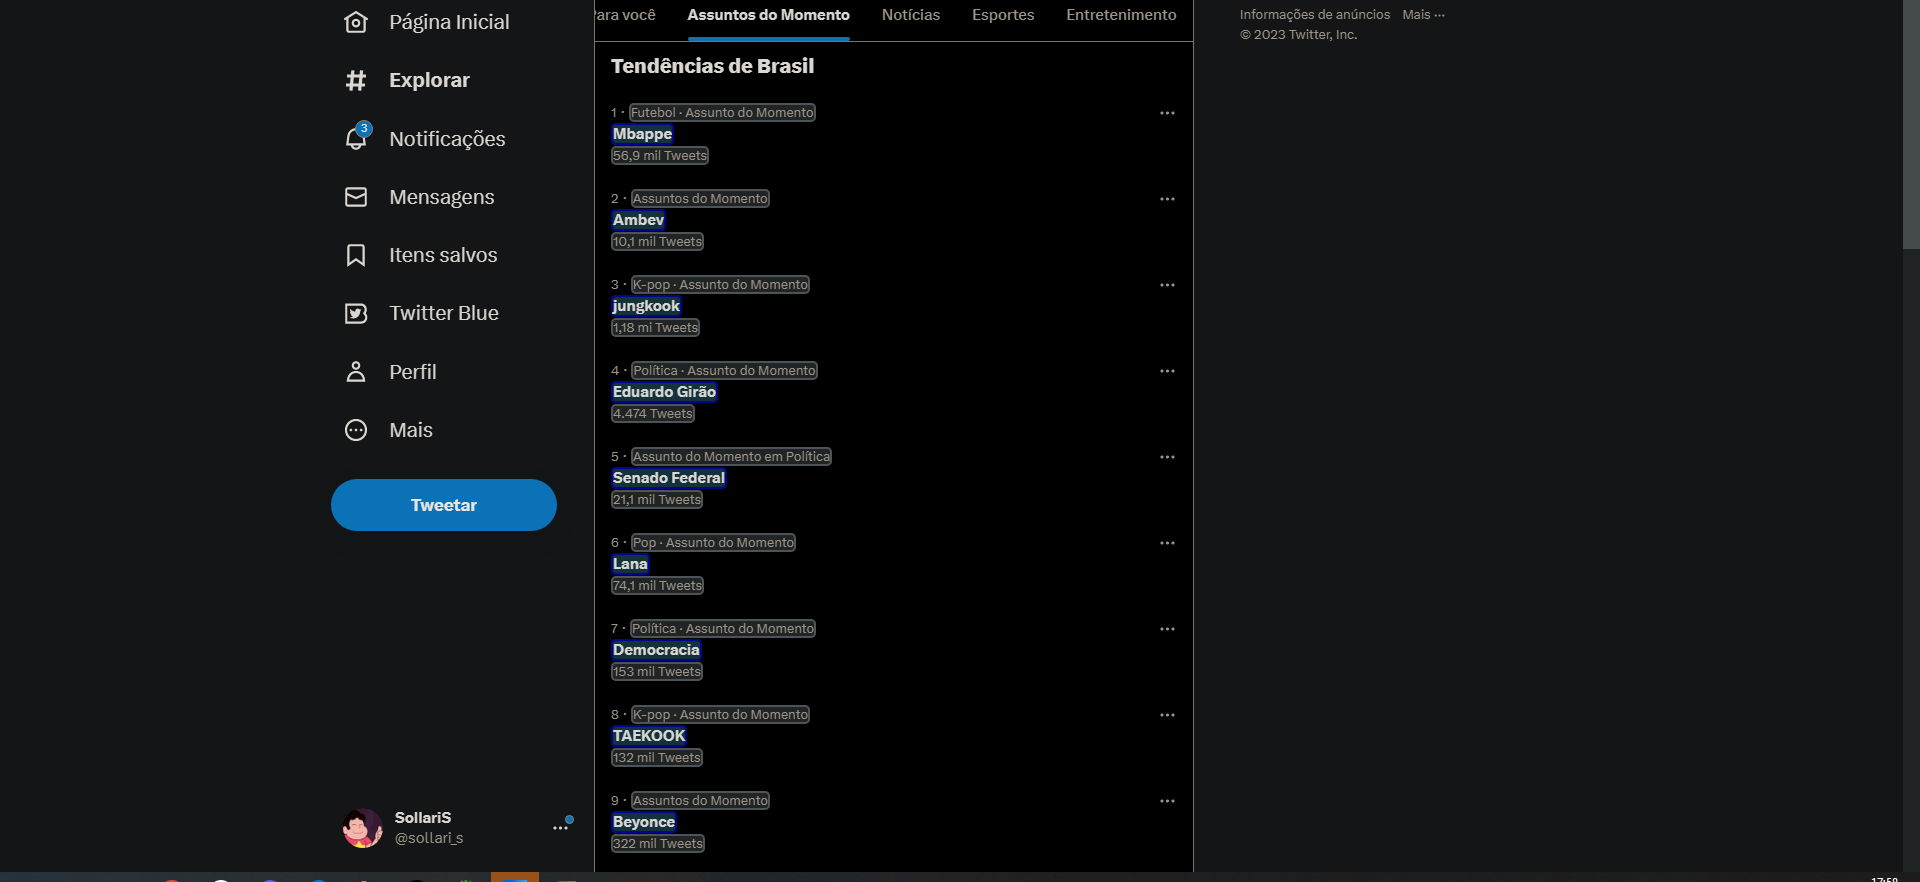 Página Inicial
Explorar
3
Notificações
Mensagens
Itens salvos
Twitter Blue
Perfil
Mais
Tweetar
SollariS
@sollari_s
Para você Assuntos do Momento Notícias Esportes Entretenimento
Tendências de Brasil
1 · Futebol · Assunto do Momento
Mbappe
56,9 mil Tweets
2 · Assuntos do Momento
Ambev
10,1 mil Tweets
3 · K-pop · Assunto do Momento
jungkook
1,18 mi Tweets
4 · Política · Assunto do Momento
Eduardo Girão
4.474 Tweets
5 · Assunto do Momento em Política
Senado Federal
21,1 mil Tweets
6 · Pop · Assunto do Momento
Lana
74,1 mil Tweets
7 · Política · Assunto do Momento
Democracia
153 mil Tweets
8 · K-pop · Assunto do Momento
TAEKOOK
132 mil Tweets
9 · Assuntos do Momento
Beyonce
322 mil Tweets
Informações de anúncios Mais ···
© 2023 Twitter, Inc.